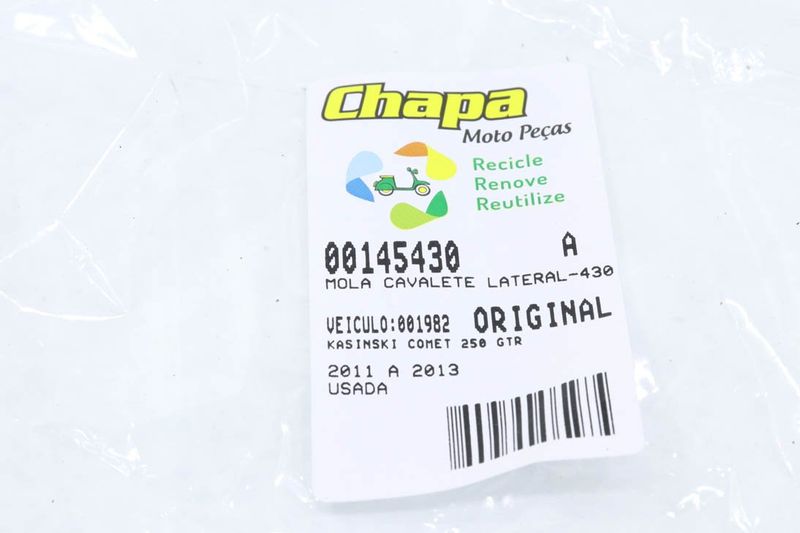 Chapa
Moto Peças
Recicle
Renove
Reutilize
00145430 A
MOLA CAVALETE LATERAL-430
VEICULO:001982 ORIGINAL
KASINSKI COMET 250 GTR
2011 A 2013
USADA